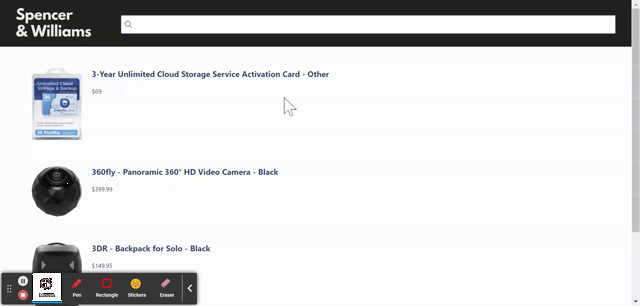 Spencer
& Williams
3-Year Unlimited Cloud Storage Service Activation Card - Other
$69
Unlimited Cloud
Storage & Backup
36 Months
360fly - Panoramic 360° HD Video Camera - Black
$399.99
3DR - Backpack for Solo - Black
$149.95
Pen
Rectangle
Stickers
Eraser